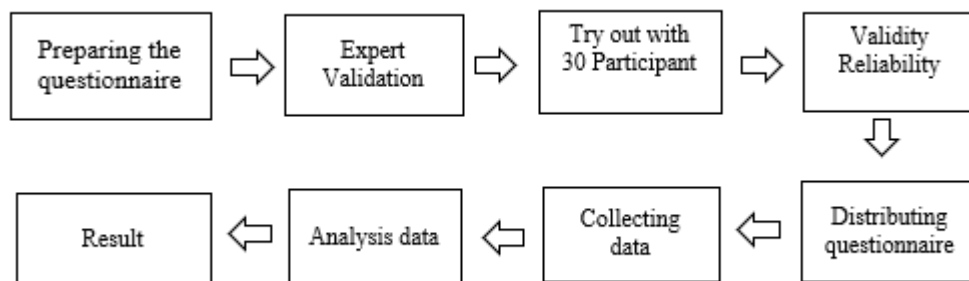 Preparing the
questionnaire
Expert
Validation
Try out with
30 Participant
Validity
Reliability
Distributing
questionnaire
Collecting
data
Analysis data
Result